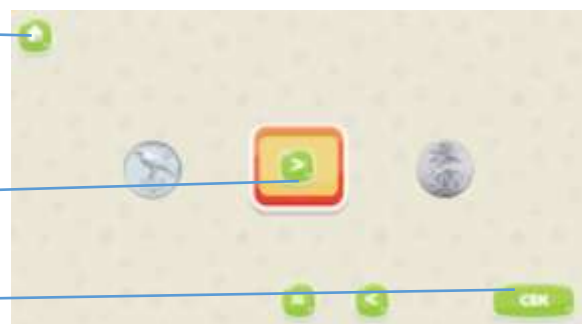 >
= <
CEK